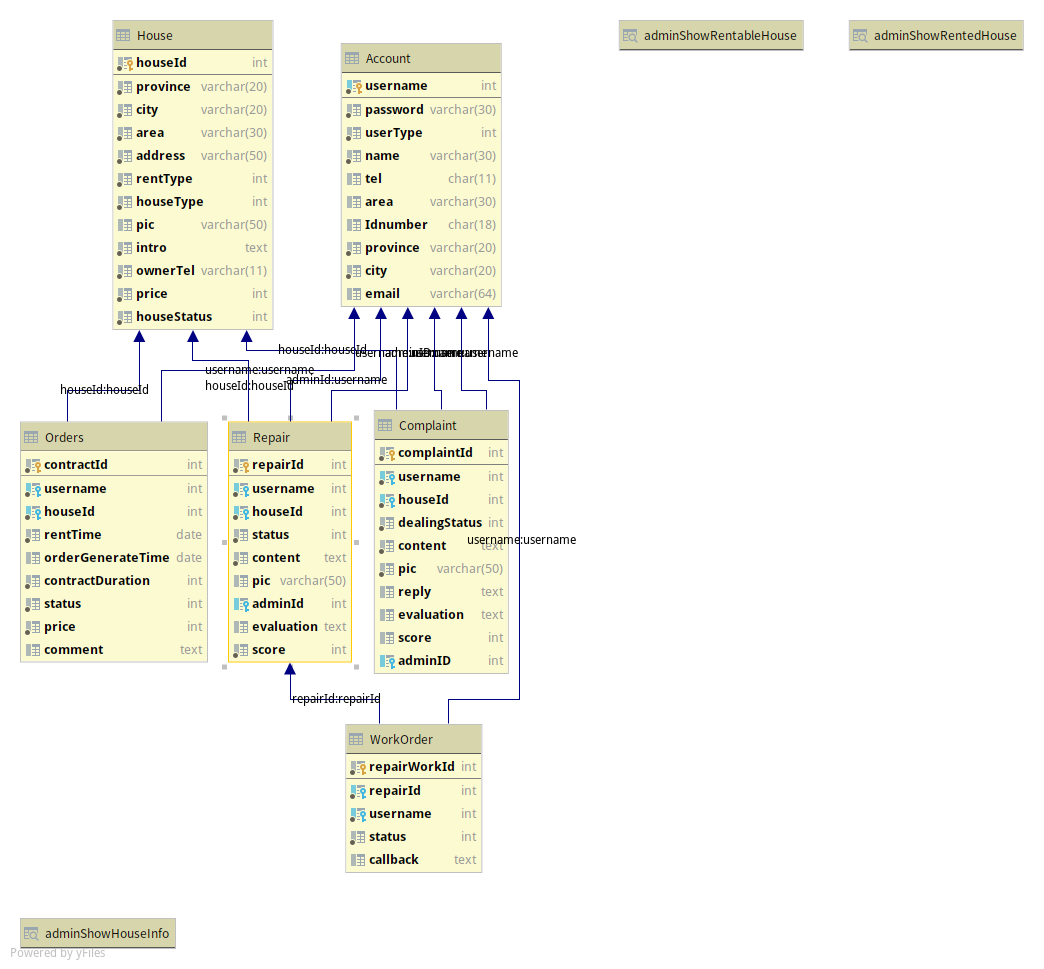 House
houseId int
province varchar(20)
city varchar(20)
area varchar(30)
address varchar(50)
rentType int
houseType int
pic varchar(50)
intro text
ownerTel varchar(11)
price int
houseStatus int
Account
username int
password varchar(30)
userType int
name varchar(30)
tel char(11)
area varchar(30)
Idnumber char(18)
province varchar(20)
city varchar(20)
email varchar(64)
adminShowRentableHouse
adminShowRentedHouse
houseId:houseId
username:username
houseId:houseId
adminId:username
houseId:houseId
username:username
Orders
contractId int
username int
houseId int
rentTime date
orderGenerateTime date
contractDuration int
status int
price int
comment text
Repair
repairId int
username int
houseId int
status int
content text
pic varchar(50)
adminId int
evaluation text
score int
Complaint
complaintId int
username int
houseId int
dealingStatus int
content text
pic varchar(50)
reply text
evaluation text
score int
adminID int
repairId:repairId
WorkOrder
repairWorkId int
repairId int
username int
status int
callback text
adminShowHouseInfo
Powered by yFiles